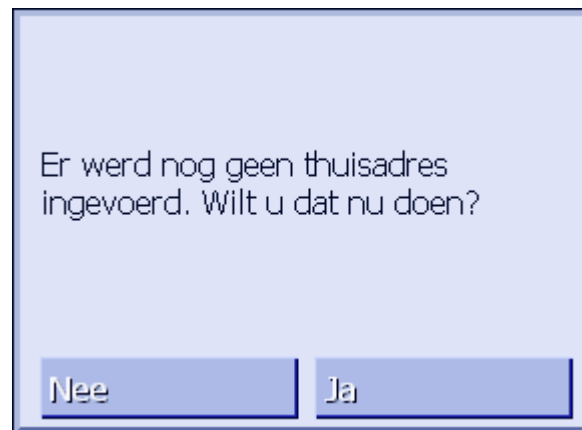 Er werd nog geen thuisadres
ingevoerd. Wilt u dat nu doen?
Nee
Ja